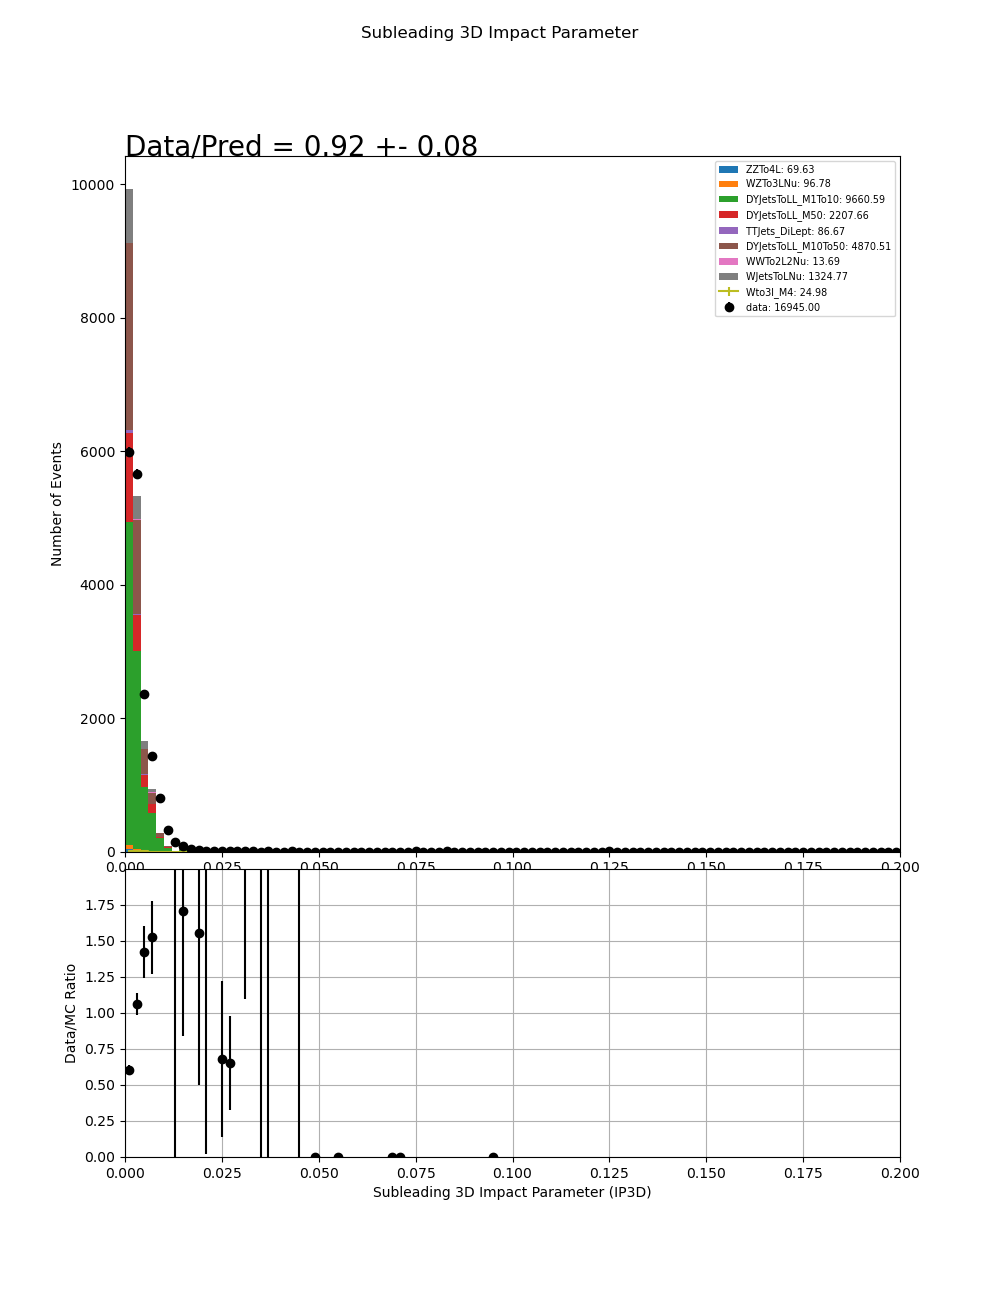 Subleading 3D Impact Parameter
Data/Pred = 0.92 +- 0.08
ZZTo4L: 69.63
WZTo3LNu: 96.78
DYJetsToLL_M1To10: 9660.59
DYJetsToLL_M50: 2207.66
TTJets_DiLept: 86.67
DYJetsToLL_M10To50: 4870.51
WWTo2L2Nu: 13.69
WJetsToLNu: 1324.77
Wto3l_M4: 24.98
data: 16945.00
Number of Events
10000
8000
6000
4000
2000
0
0.000 0.025 0.050 0.075 0.100 0.125 0.150 0.175 0.200
Data/MC Ratio
1.75
1.50
1.25
1.00
0.75
0.50
0.25
0.00
0.000 0.025 0.050 0.075 0.100 0.125 0.150 0.175 0.200
Subleading 3D Impact Parameter (IP3D)